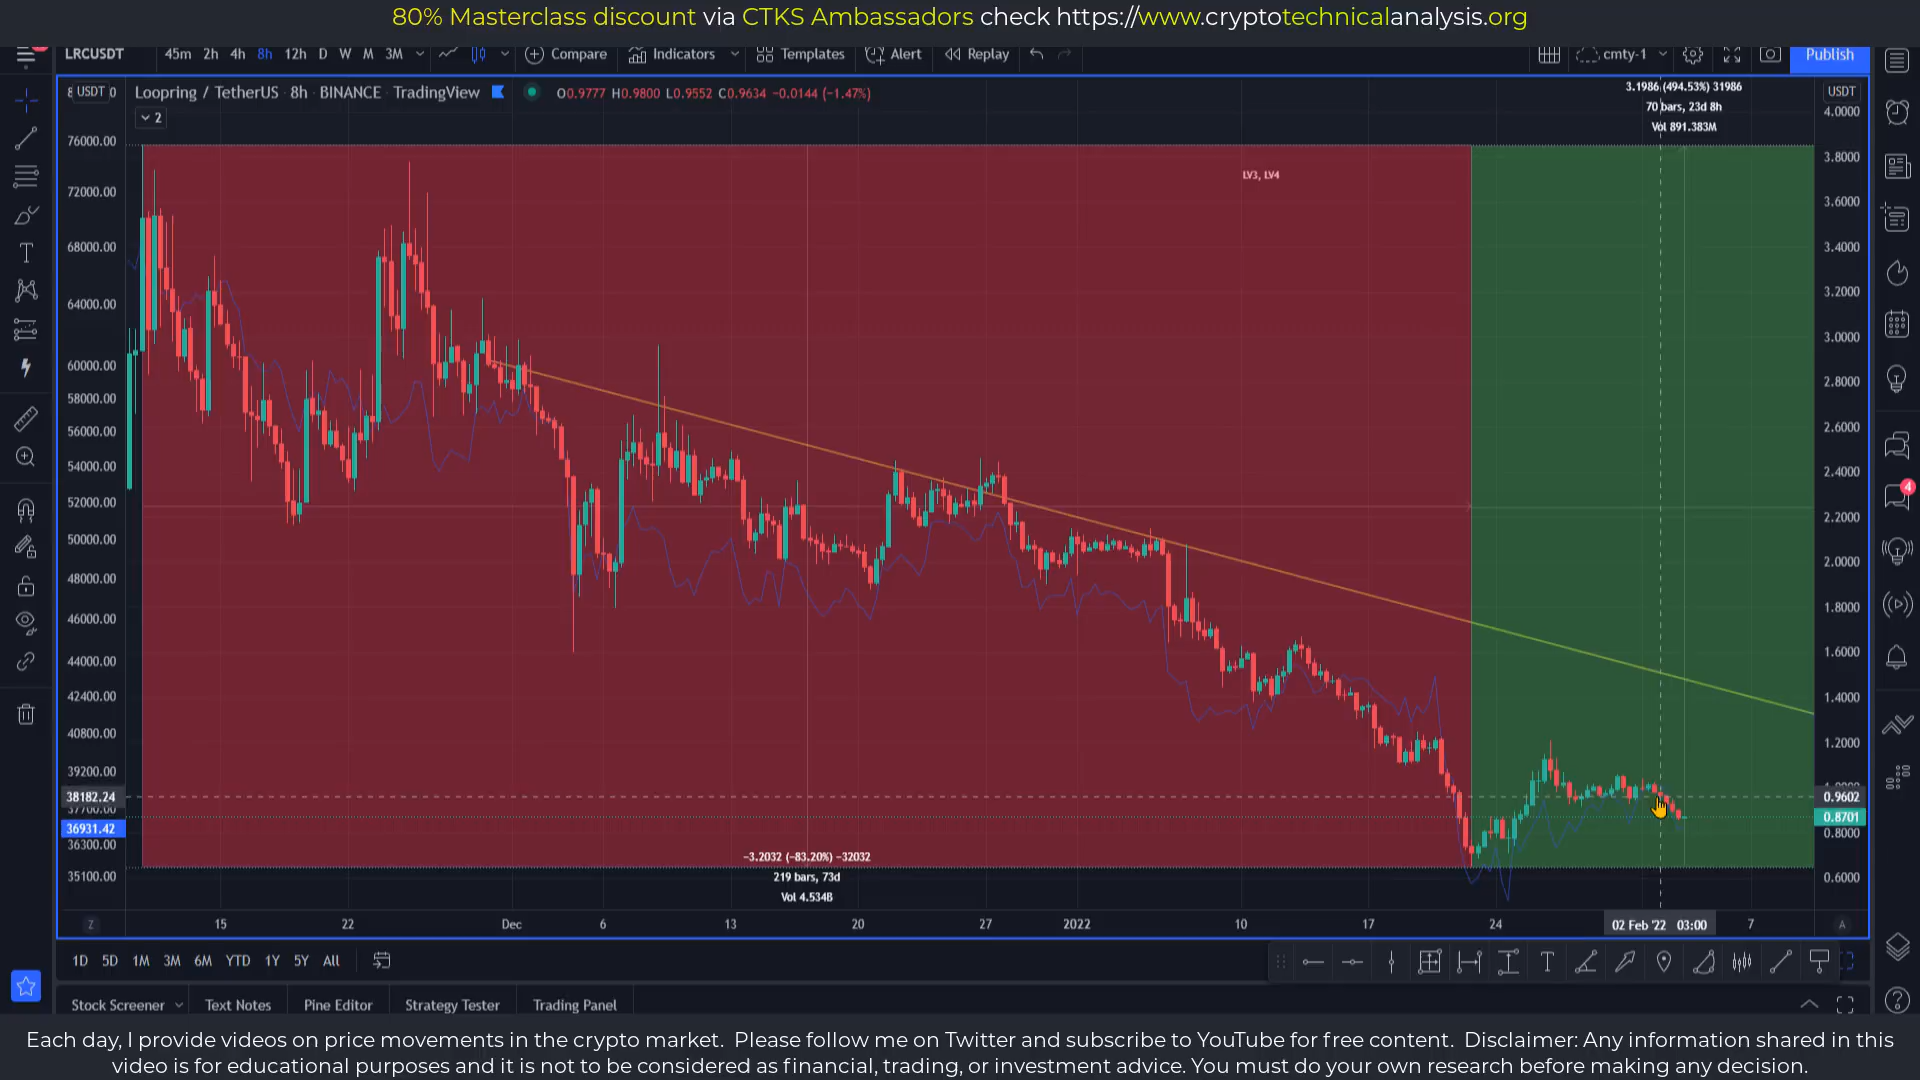 80% Masterclass discount via CTKS Ambassadors check https://www.cryptotechnicalanalysis.org
LRCUSDT 45m 2h 4h 8h 12h D W M 3M Compare Indicators Templates Alert Replay cmty-1 Publish
USDT Loopring / TetherUS 8h BINANCE TradingView O0.9777 H0.9800 L0.9552 C0.9634 −0.0144 (−1.47%)
2
3.1986 (494.53%) 31986
70 bars, 23d 8h
Vol 891.383M
USDT
LV3, LV4
76000.00
72000.00
68000.00
64000.00
60000.00
58000.00
56000.00
54000.00
52000.00
50000.00
48000.00
46000.00
44000.00
42400.00
40800.00
39200.00
38182.24
36931.42
36300.00
35100.00
4.0000
3.8000
3.6000
3.4000
3.2000
3.0000
2.8000
2.6000
2.4000
2.2000
2.0000
1.8000
1.6000
1.4000
1.2000
0.9602
0.8701
0.8000
0.6000
4
−3.2032 (−83.20%) −32032
219 bars, 73d
Vol 4.534B
Z 15 22 Dec 6 13 20 27 2022 10 17 24 02 Feb '22 03:00 7 A
1D 5D 1M 3M 6M YTD 1Y 5Y All
Stock Screener Text Notes Pine Editor Strategy Tester Trading Panel
Each day, I provide videos on price movements in the crypto market. Please follow me on Twitter and subscribe to YouTube for free content. Disclaimer: Any information shared in this
video is for educational purposes and it is not to be considered as financial, trading, or investment advice. You must do your own research before making any decision.